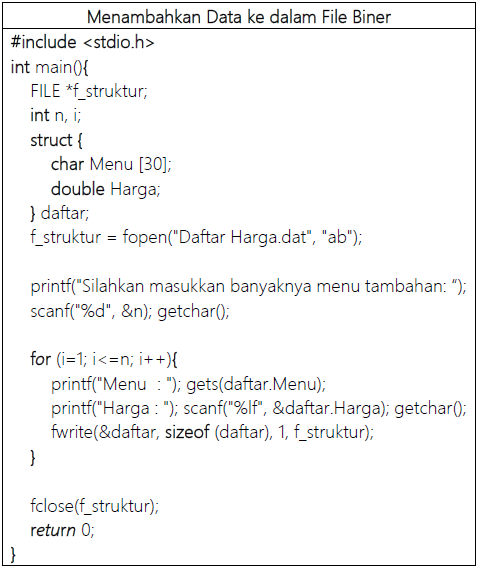 Menambahkan Data ke dalam File Biner
#include <stdio.h>
int main(){
FILE *f_struktur;
int n, i;
struct {
char Menu [30];
double Harga;
} daftar;
f_struktur = fopen("Daftar Harga.dat", "ab");
printf("Silahkan masukkan banyaknya menu tambahan: “);
scanf("%d", &n); getchar();
for (i=1; i<=n; i++){
printf("Menu  : "); gets(daftar.Menu);
printf("Harga : "); scanf("%lf", &daftar.Harga); getchar();
fwrite(&daftar, sizeof (daftar), 1, f_struktur);
}
fclose(f_struktur);
return 0;
}